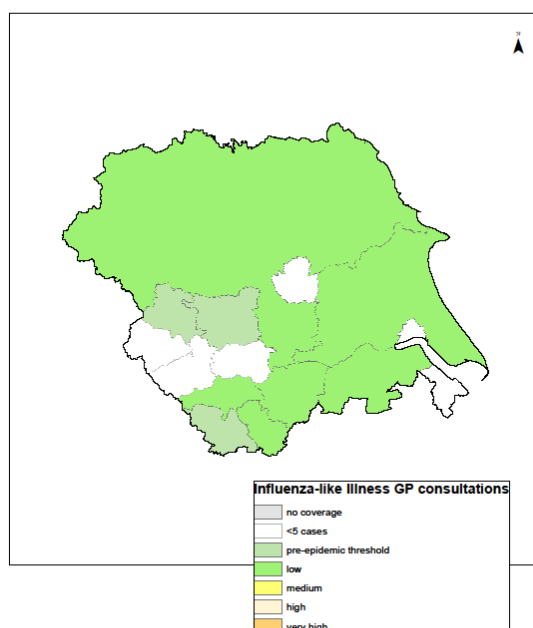 N
Influenza-like Illness GP consultations
no coverage
<5 cases
pre-epidemic threshold
low
medium
high
very high